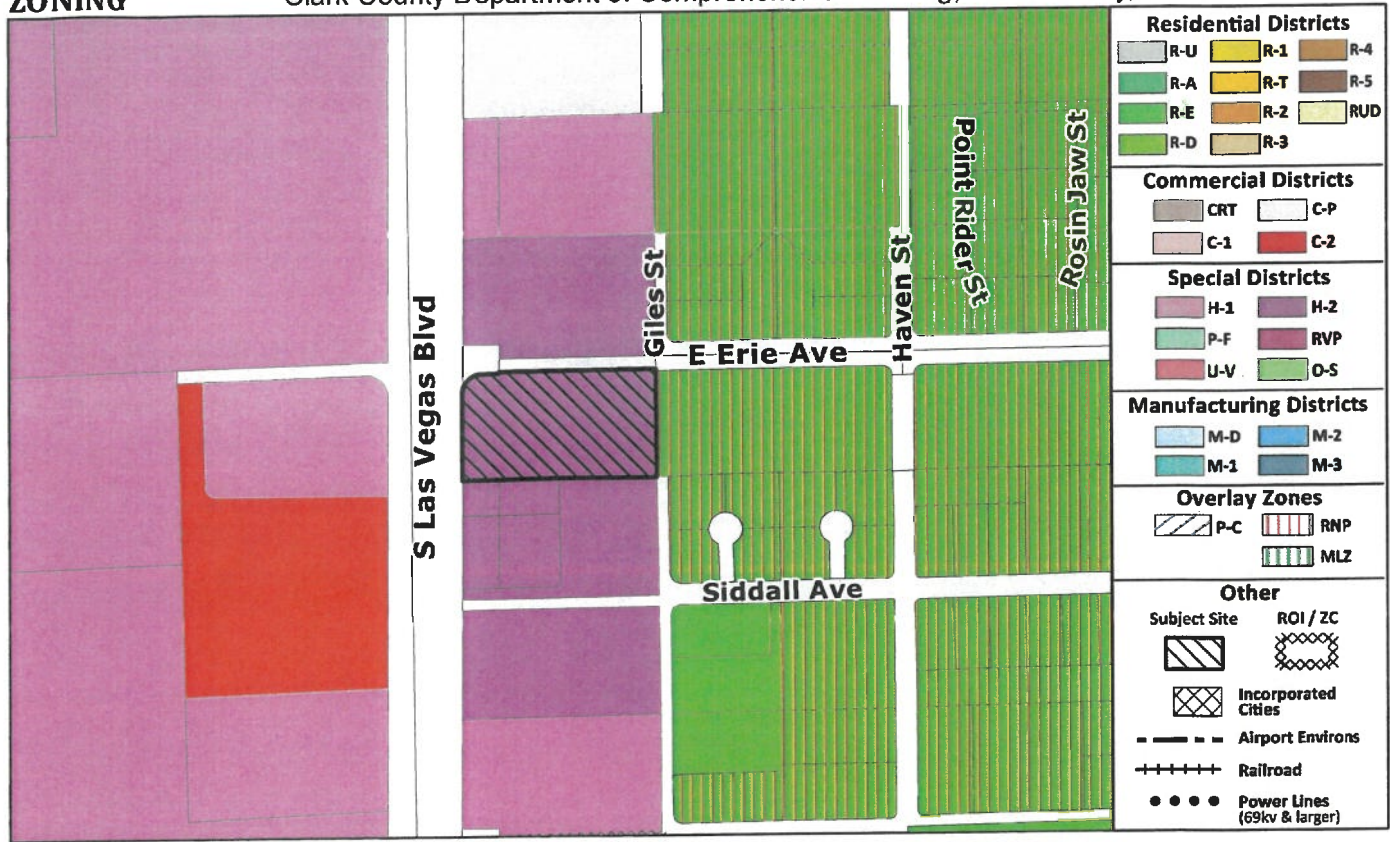 ZONING
Clark County Department of
S Las Vegas Blvd
Giles St
Haven St
Point Rider St
Rosin Jaw St
E Erie Ave
Siddall Ave
Residential Districts
R-U R-1 R-4
R-A R-T R-5
R-E R-2 RUD
R-D R-3
Commercial Districts
CRT C-P
C-1 C-2
Special Districts
H-1 H-2
P-F RVP
U-V O-S
Manufacturing Districts
M-D M-2
M-1 M-3
Overlay Zones
P-C RNP
MLZ
Other
Subject Site ROI / ZC
Incorporated
Cities
Airport Environs
Railroad
Power Lines
(69kv & larger)